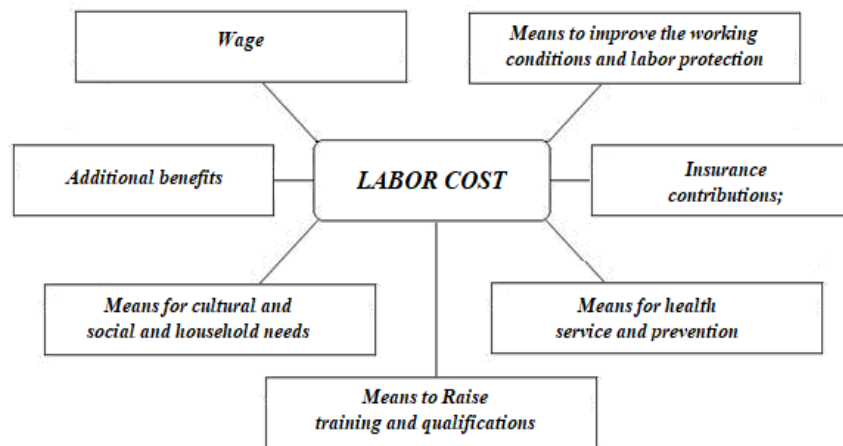 Wage
Means to improve the working
conditions and labor protection
Additional benefits
LABOR COST
Insurance
contributions;
Means for cultural and
social and household needs
Means for health
service and prevention
Means to Raise
training and qualifications